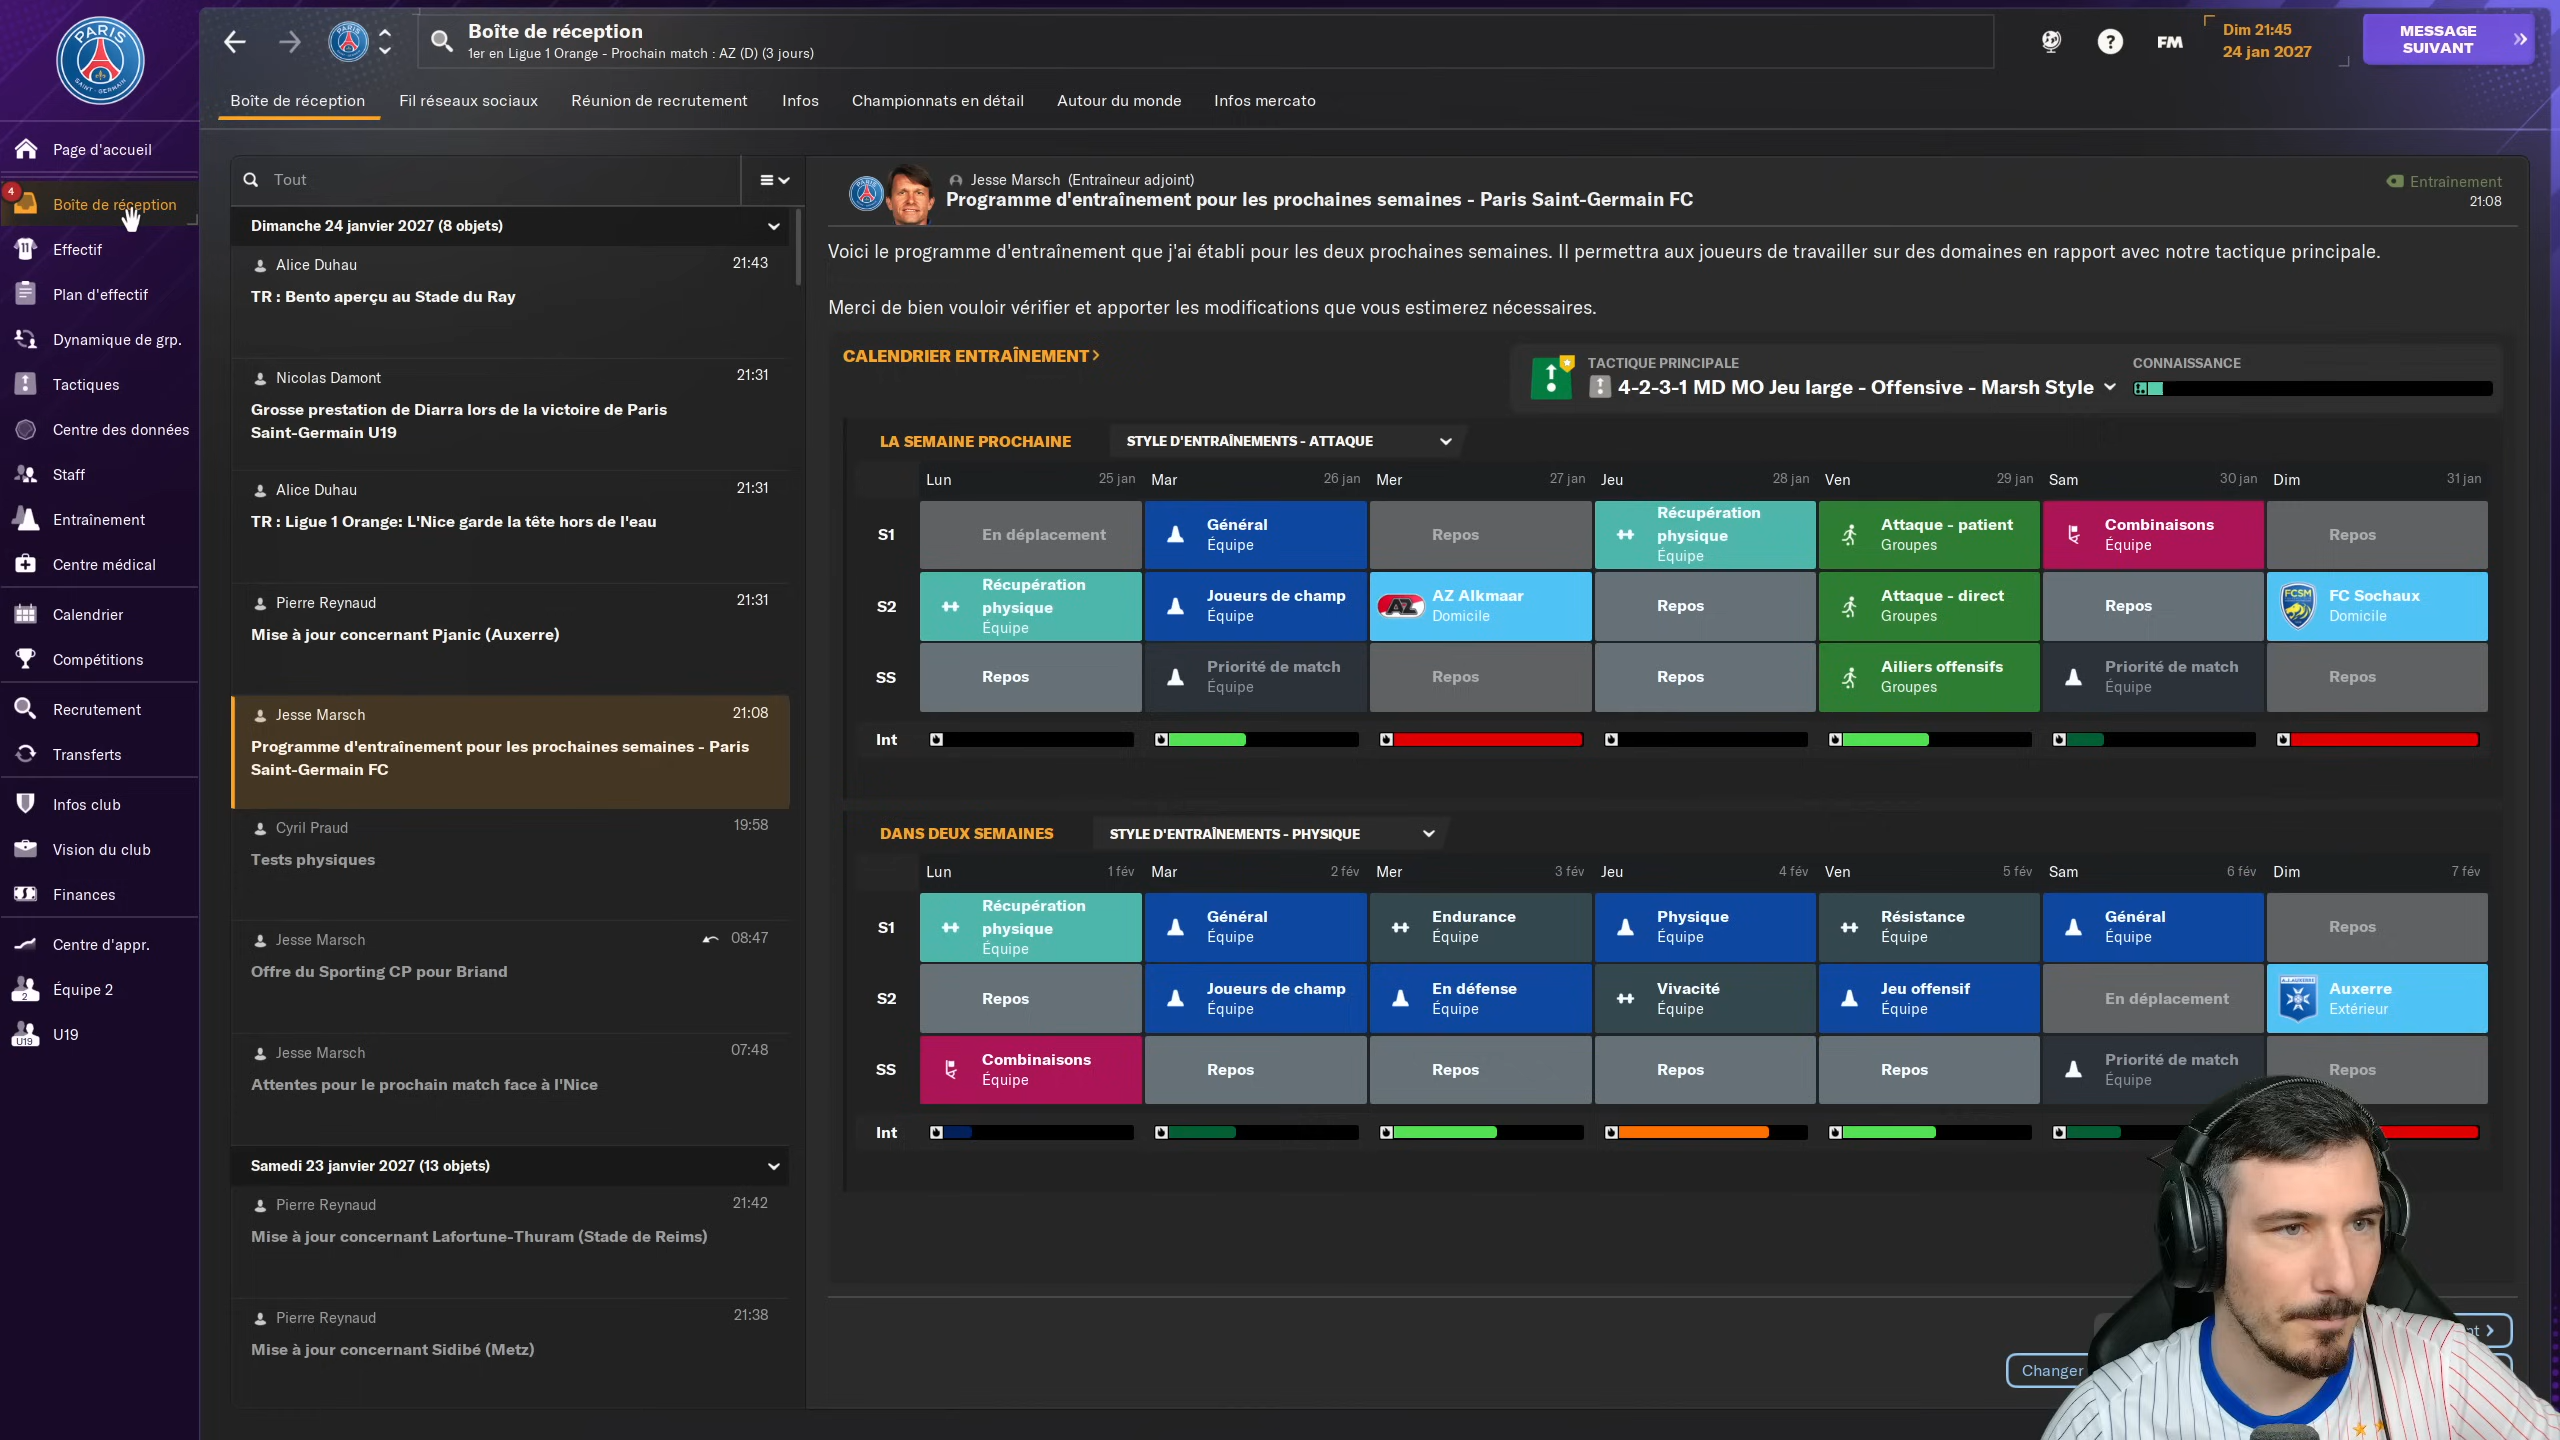 Boîte de réception
1er en Ligue 1 Orange - Prochain match : AZ (D) (3 jours)
FM
Dim 21:45
24 jan 2027
MESSAGE
SUIVANT
Boîte de réception
Fil réseaux sociaux
Réunion de recrutement
Infos
Championnats en détail
Autour du monde
Infos mercato
Page d'accueil
4
Boîte de réception
Effectif
Plan d'effectif
Dynamique de grp.
Tactiques
Centre des données
Staff
Entraînement
Centre médical
Calendrier
Compétitions
Recrutement
Transferts
Infos club
Vision du club
Finances
Centre d'appr.
2
Équipe 2
U19
U19
Tout
Dimanche 24 janvier 2027 (8 objets)
Alice Duhau 21:43
TR : Bento aperçu au Stade du Ray
Nicolas Damont 21:31
Grosse prestation de Diarra lors de la victoire de Paris
Saint-Germain U19
Alice Duhau 21:31
TR : Ligue 1 Orange: L'Nice garde la tête hors de l'eau
Pierre Reynaud 21:31
Mise à jour concernant Pjanic (Auxerre)
Jesse Marsch 21:08
Programme d'entraînement pour les prochaines semaines - Paris
Saint-Germain FC
Cyril Praud 19:58
Tests physiques
Jesse Marsch 08:47
Offre du Sporting CP pour Briand
Jesse Marsch 07:48
Attentes pour le prochain match face à l'Nice
Samedi 23 janvier 2027 (13 objets)
Pierre Reynaud 21:42
Mise à jour concernant Lafortune-Thuram (Stade de Reims)
Pierre Reynaud 21:38
Mise à jour concernant Sidibé (Metz)
Jesse Marsch (Entraîneur adjoint)
Programme d'entraînement pour les prochaines semaines - Paris Saint-Germain FC
Entrainement
21:08
Voici le programme d'entraînement que j'ai établi pour les deux prochaines semaines. Il permettra aux joueurs de travailler sur des domaines en rapport avec notre tactique principale.
Merci de bien vouloir vérifier et apporter les modifications que vous estimerez nécessaires.
CALENDRIER ENTRAÎNEMENT
TACTIQUE PRINCIPALE
4-2-3-1 MD MO Jeu large - Offensive - Marsh Style
CONNAISSANCE
LA SEMAINE PROCHAINE
STYLE D'ENTRAÎNEMENTS - ATTAQUE
Lun 25 jan Mar 26 jan Mer 27 jan Jeu 28 jan Ven 29 jan Sam 30 jan Dim 31 jan
S1
En déplacement
Général
Équipe
Repos
Récupération
physique
Équipe
Attaque - patient
Groupes
Combinaisons
Équipe
Repos
S2
Récupération
physique
Équipe
Joueurs de champ
Équipe
AZ
AZ Alkmaar
Domicile
Repos
Attaque - direct
Groupes
Repos
FCSM
FC Sochaux
Domicile
SS
Repos
Priorité de match
Équipe
Repos
Repos
Ailiers offensifs
Groupes
Priorité de match
Équipe
Repos
Int
DANS DEUX SEMAINES
STYLE D'ENTRAÎNEMENTS - PHYSIQUE
Lun 1 fév Mar 2 fév Mer 3 fév Jeu 4 fév Ven 5 fév Sam 6 fév Dim 7 fév
S1
Récupération
physique
Équipe
Général
Équipe
Endurance
Équipe
Physique
Équipe
Résistance
Équipe
Général
Équipe
Repos
S2
Repos
Joueurs de champ
Équipe
En défense
Équipe
Vivacité
Équipe
Jeu offensif
Équipe
En déplacement
Auxerre
Extérieur
SS
Combinaisons
Équipe
Repos
Repos
Repos
Repos
Priorité de match
Équipe
Repos
Int
Changer